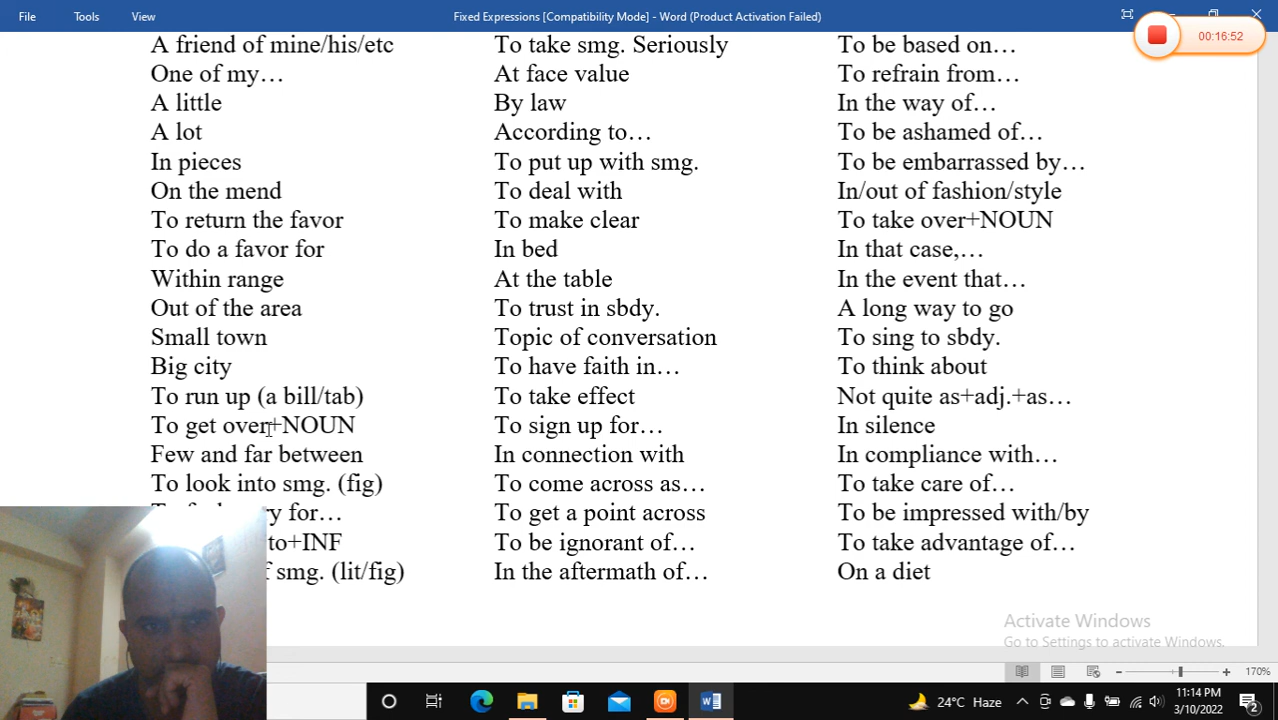 File Tools View Fixed Expressions [Compatibility Mode] - Word (Product Activation Failed)
00:16:52
A friend of mine/his/etc
One of my…
A little
A lot
In pieces
On the mend
To return the favor
To do a favor for
Within range
Out of the area
Small town
Big city
To run up (a bill/tab)
To get over+NOUN
Few and far between
To look into smg. (fig)
for…
to+INF
smg. (lit/fig)
To take smg. Seriously
At face value
By law
According to…
To put up with smg.
To deal with
To make clear
In bed
At the table
To trust in sbdy.
Topic of conversation
To have faith in…
To take effect
To sign up for…
In connection with
To come across as…
To get a point across
To be ignorant of…
In the aftermath of…
To be based on…
To refrain from…
In the way of…
To be ashamed of…
To be embarrassed by…
In/out of fashion/style
To take over+NOUN
In that case,…
In the event that…
A long way to go
To sing to sbdy.
To think about
Not quite as+adj.+as…
In silence
In compliance with…
To take care of…
To be impressed with/by
To take advantage of…
On a diet
Activate Windows
Go to Settings to activate Windows.
170%
24°C Haze
11:14 PM
3/10/2022
2